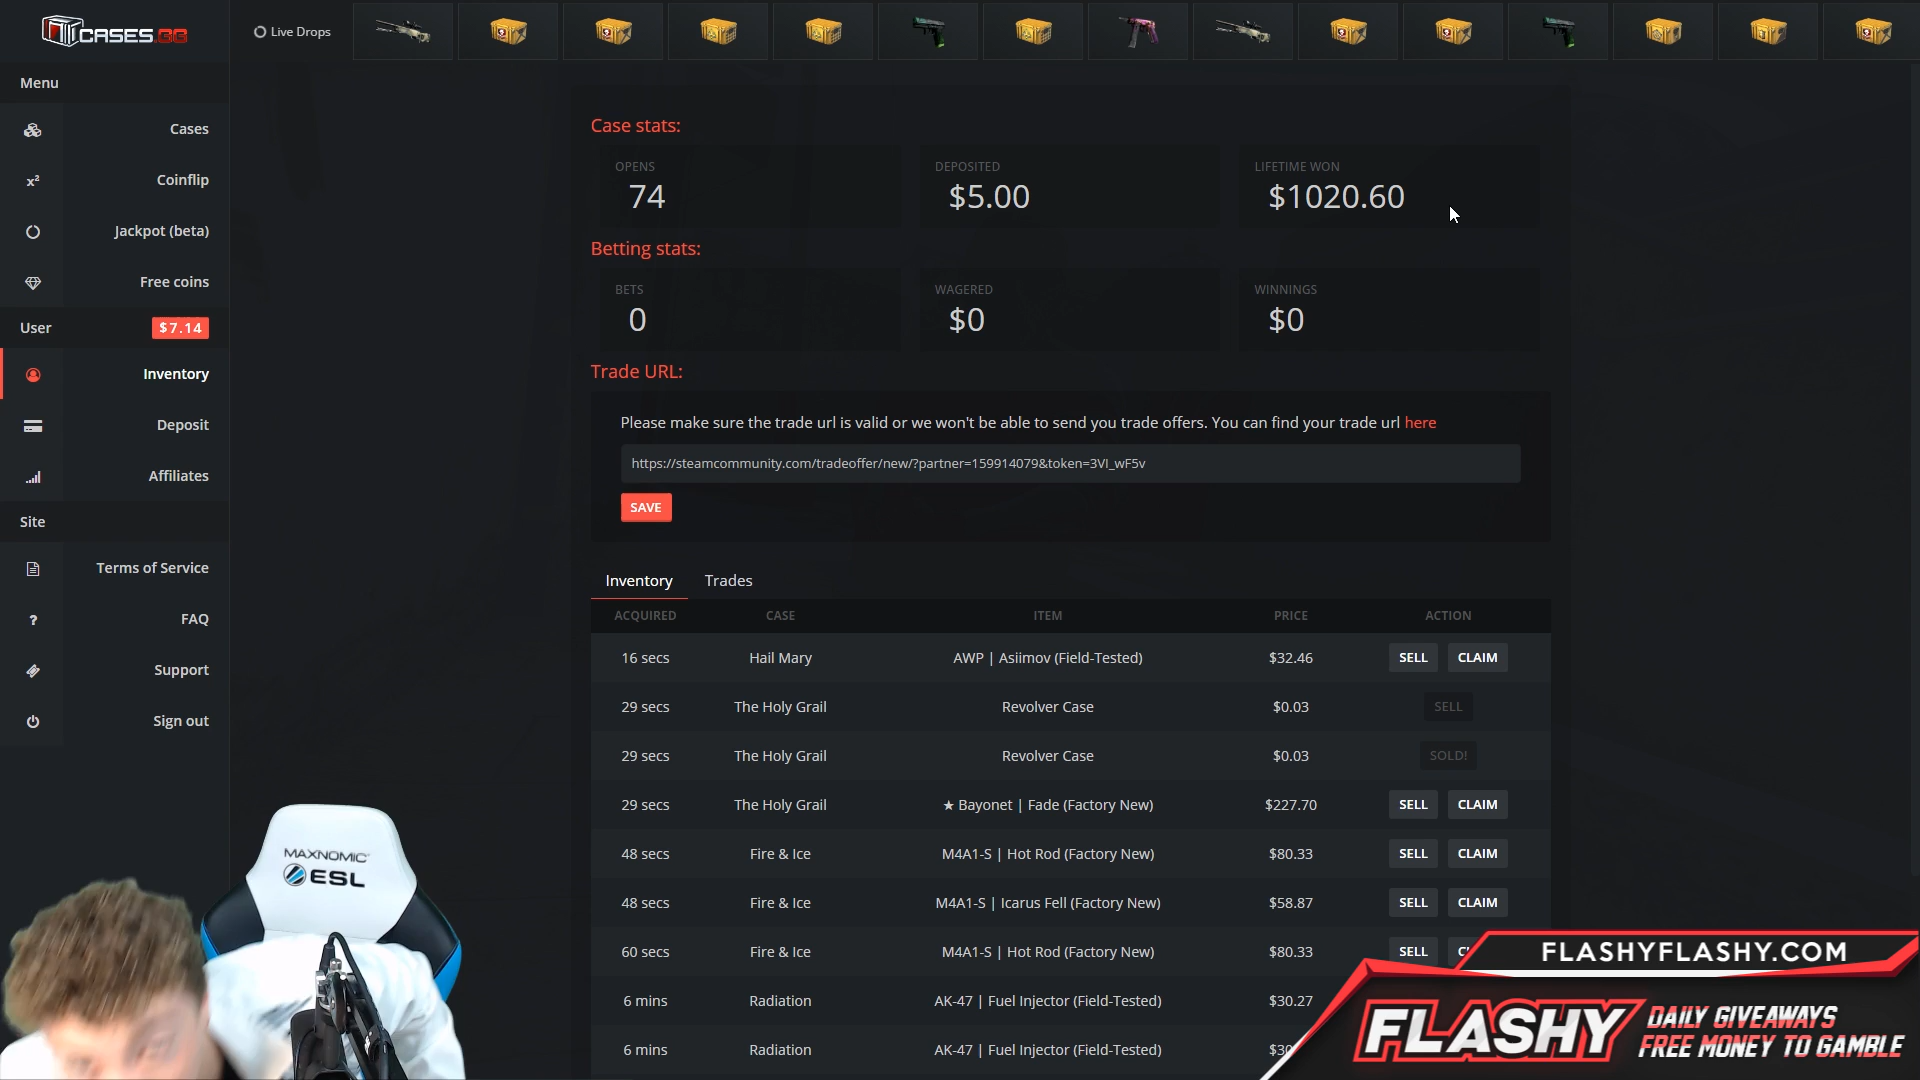 CASES.GG
Live Drops
Menu
Cases
x² Coinflip
Jackpot (beta)
Free coins
User $7.14
Inventory
Deposit
Affiliates
Site
Terms of Service
? FAQ
Support
Sign out
Case stats:
OPENS DEPOSITED LIFETIME WON
74 $5.00 $1020.60
Betting stats:
BETS WAGERED WINNINGS
0 $0 $0
Trade URL:
Please make sure the trade url is valid or we won't be able to send you trade offers. You can find your trade url here
https://steamcommunity.com/tradeoffer/new/?partner=159914079&token=3VI_wF5v
SAVE
Inventory Trades
ACQUIRED CASE ITEM PRICE ACTION
16 secs Hail Mary AWP | Asiimov (Field-Tested) $32.46 SELL CLAIM
29 secs The Holy Grail Revolver Case $0.03 SELL
29 secs The Holy Grail Revolver Case $0.03 SOLD!
29 secs The Holy Grail ★ Bayonet | Fade (Factory New) $227.70 SELL CLAIM
48 secs Fire & Ice M4A1-S | Hot Rod (Factory New) $80.33 SELL CLAIM
48 secs Fire & Ice M4A1-S | Icarus Fell (Factory New) $58.87 SELL CLAIM
60 secs Fire & Ice M4A1-S | Hot Rod (Factory New) $80.33 SELL
6 mins Radiation AK-47 | Fuel Injector (Field-Tested) $30.27
6 mins Radiation AK-47 | Fuel Injector (Field-Tested)
MAXNOMIC
ESL
FLASHYFLASHY.COM
FLASHY
DAILY GIVEAWAYS
FREE MONEY TO GAMBLE